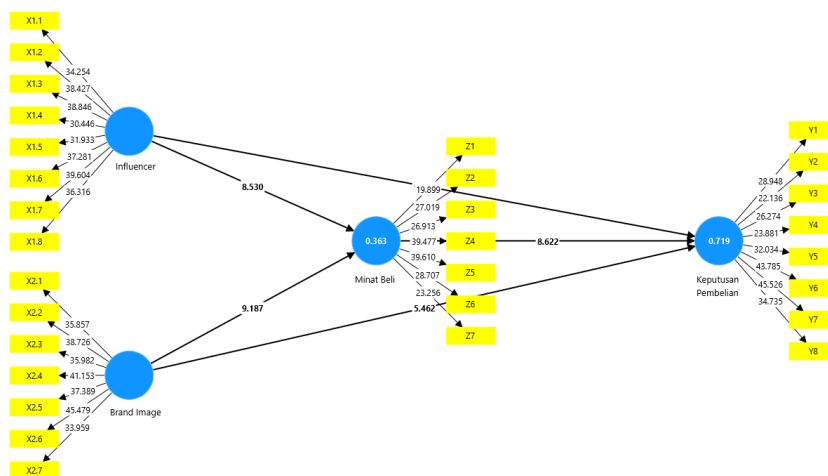 X1.1
X1.2
X1.3
X1.4
X1.5
X1.6
X1.7
X1.8
34.254
38.427
38.846
30.446
31.933
37.281
39.604
36.316
Influencer
X2.1
X2.2
X2.3
X2.4
X2.5
X2.6
X2.7
35.857
38.726
35.982
41.153
37.389
45.479
33.959
Brand Image
8.530
9.187
0.363
Minat Beli
19.899
27.019
26.913
39.477
39.610
28.707
23.256
Z1
Z2
Z3
Z4
Z5
Z6
Z7
8.622
5.462
0.719
Keputusan
Pembelian
28.948
22.136
26.274
23.881
32.034
43.785
45.526
34.735
Y1
Y2
Y3
Y4
Y5
Y6
Y7
Y8